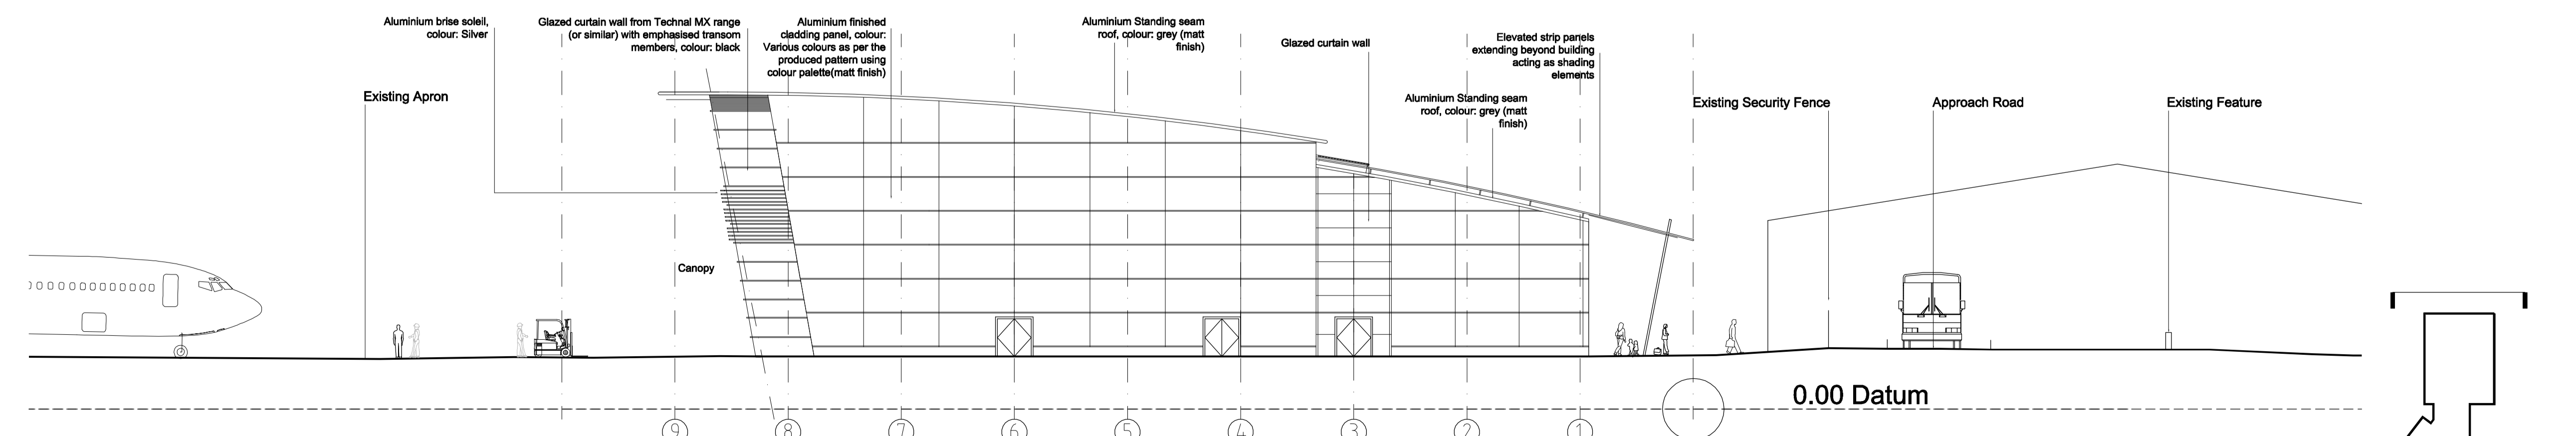 Aluminium brise soleil,
colour: Silver
Glazed curtain wall from Technal MX range
(or similar) with emphasised transom
members, colour: black
Aluminium finished
cladding panel, colour:
Various colours as per the
produced pattern using
colour palette(matt finish)
Aluminium Standing seam
roof, colour: grey (matt
finish)
Glazed curtain wall
Elevated strip panels
extending beyond building
acting as shading
elements
Aluminium Standing seam
roof, colour: grey (matt
finish)
Existing Apron
Existing Security Fence
Approach Road
Existing Feature
Canopy
0.00 Datum
9 8 7 6 5 4 3 2 1